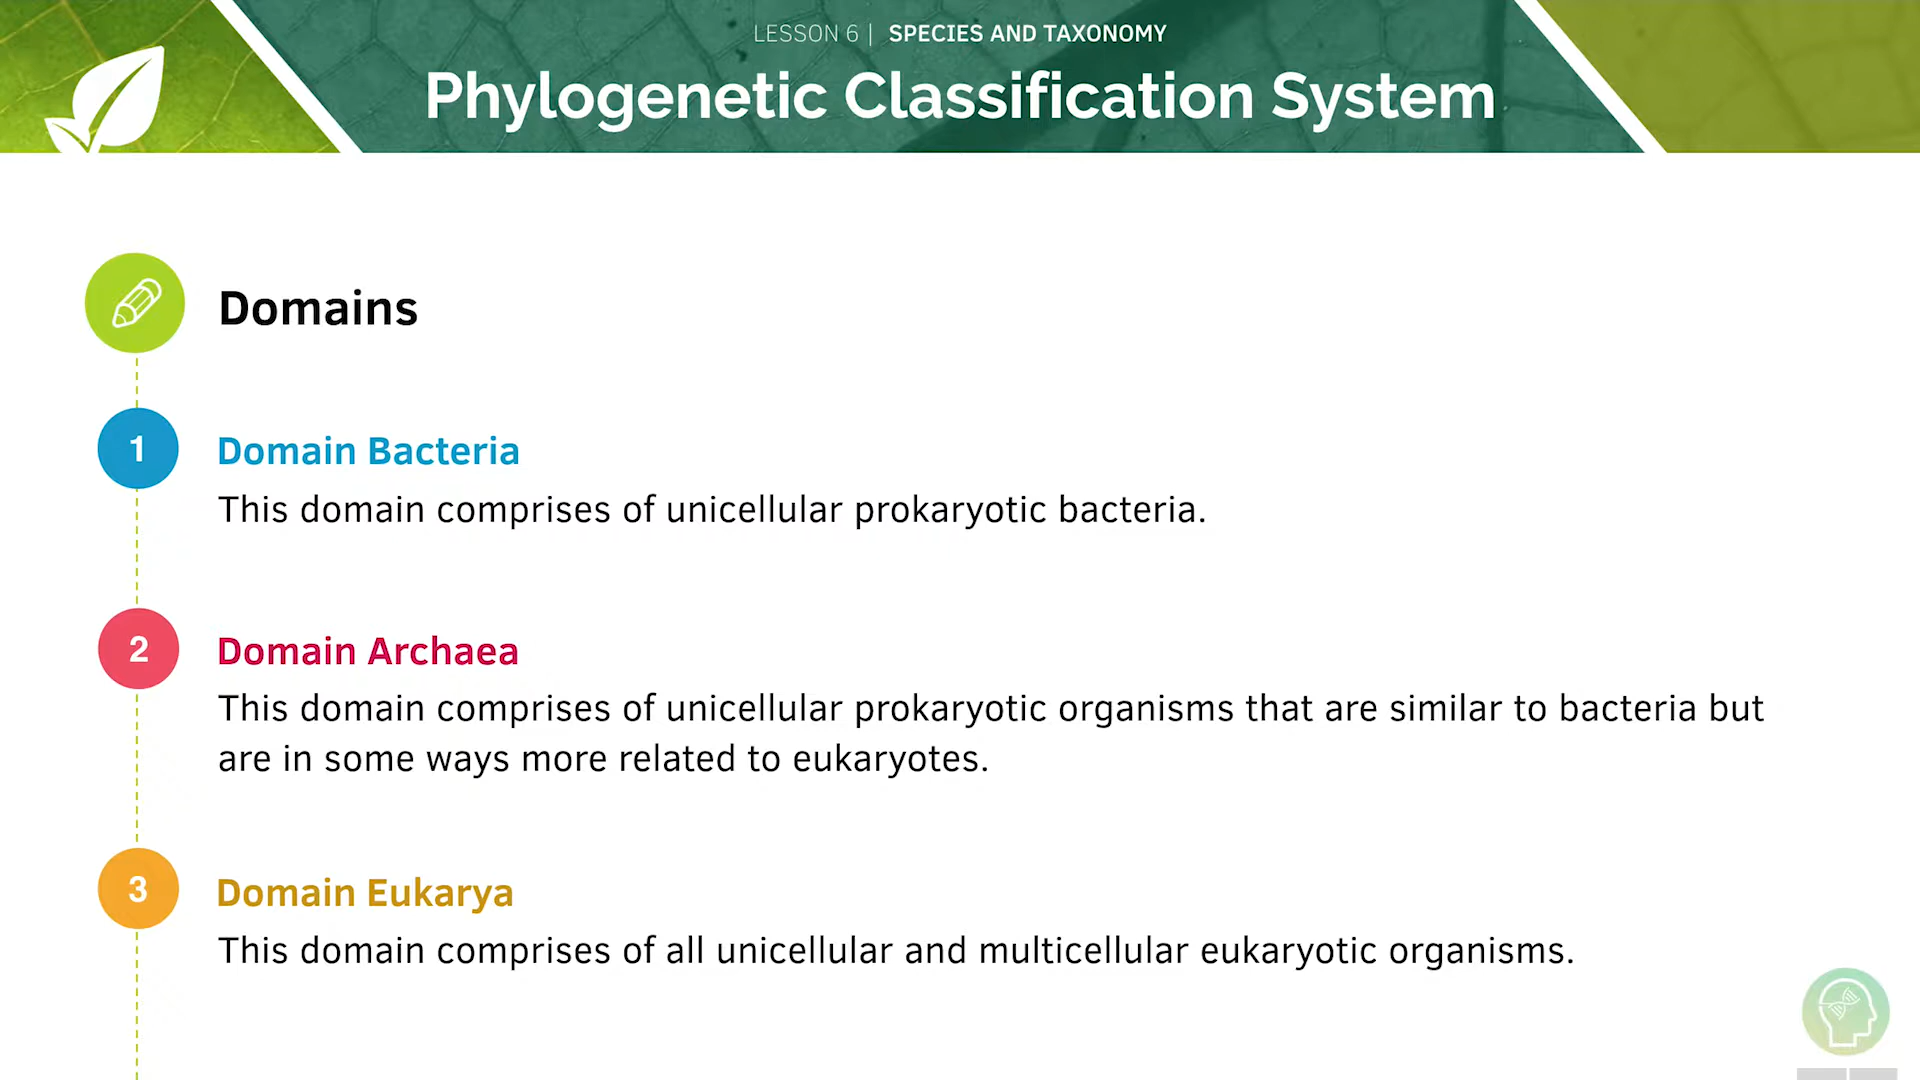 LESSON 6 | SPECIES AND TAXONOMY
Phylogenetic Classification System
Domains
1 Domain Bacteria
This domain comprises of unicellular prokaryotic bacteria.
2 Domain Archaea
This domain comprises of unicellular prokaryotic organisms that are similar to bacteria but
are in some ways more related to eukaryotes.
3 Domain Eukarya
This domain comprises of all unicellular and multicellular eukaryotic organisms.